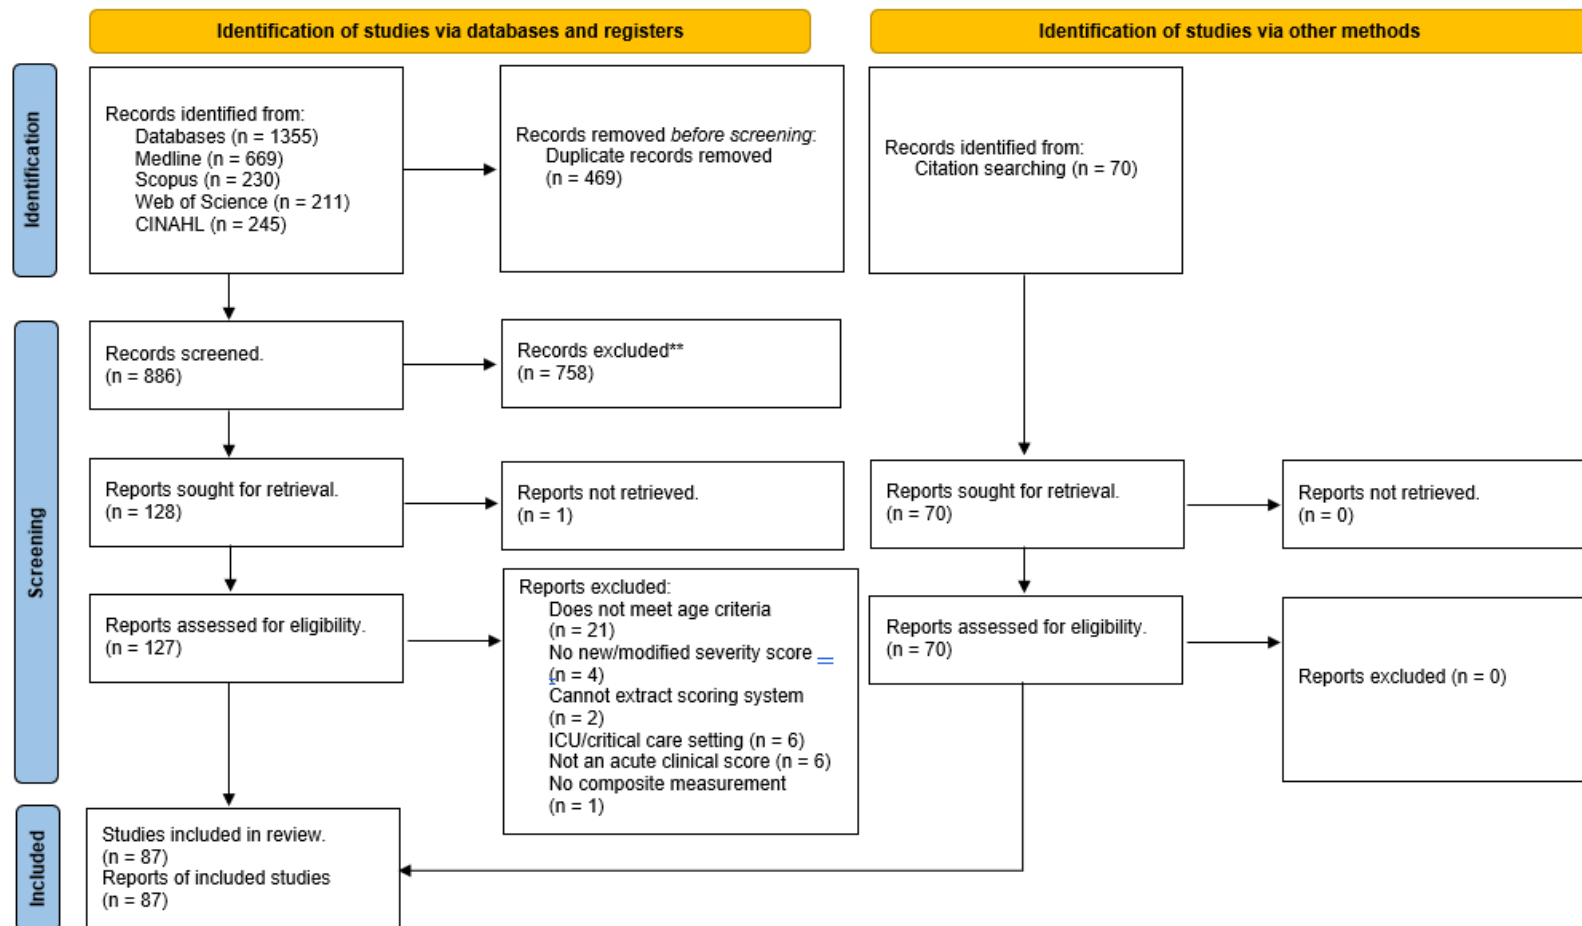 Identification of studies via databases and registers
Identification of studies via other methods
Identification
Records identified from:
Databases (n = 1355)
Medline (n = 669)
Scopus (n = 230)
Web of Science (n = 211)
CINAHL (n = 245)
Records removed before screening:
Duplicate records removed
(n = 469)
Records identified from:
Citation searching (n = 70)
Screening
Records screened.
(n = 886)
Records excluded**
(n = 758)
Reports sought for retrieval.
(n = 128)
Reports not retrieved.
(n = 1)
Reports sought for retrieval.
(n = 70)
Reports not retrieved.
(n = 0)
Reports assessed for eligibility.
(n = 127)
Reports excluded:
Does not meet age criteria
(n = 21)
No new/modified severity score
(n = 4)
Cannot extract scoring system
(n = 2)
ICU/critical care setting (n = 6)
Not an acute clinical score (n = 6)
No composite measurement
(n = 1)
Reports assessed for eligibility.
(n = 70)
Reports excluded (n = 0)
Included
Studies included in review.
(n = 87)
Reports of included studies
(n = 87)